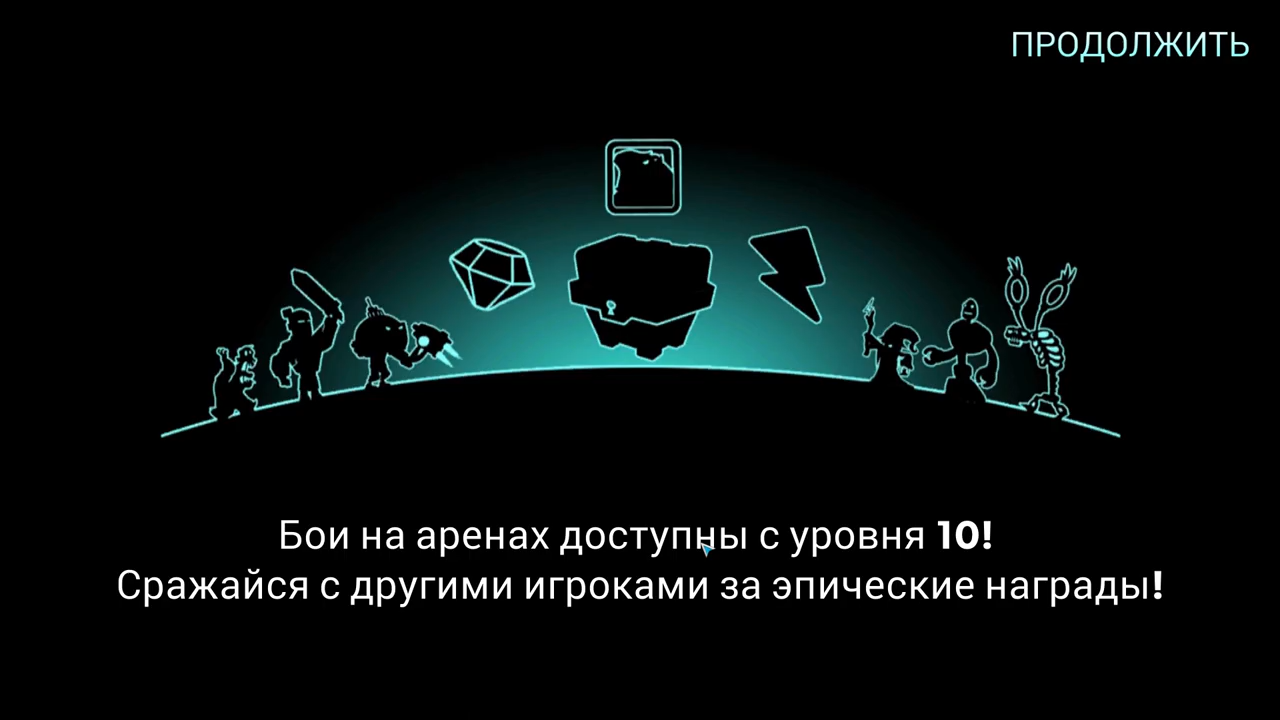 ПРОДОЛЖИТЬ
Бои на аренах доступны с уровня 10!
Сражайся с другими игроками за эпические награды!